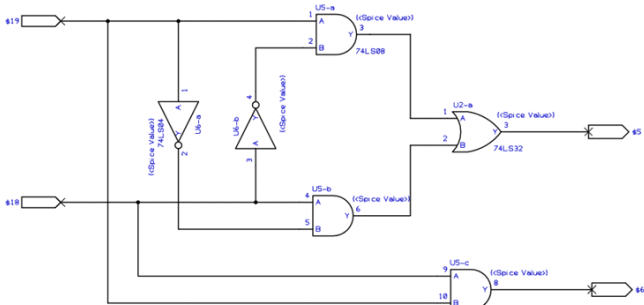 U5-a
$19
1
A
(<Spice Value>)
3
Y
2
B
74LS08
4
1
A
Y
U6-a
74LS04
(<Spice Value>)
2
Y
U6-b
(<Spice Value>)
A
3
U2-a
(<Spice Value>)
1
A
3
Y
$5
2
B
74LS32
U5-b
$18
4
A
(<Spice Value>)
Y
6
5
B
U5-c
9
A
(<Spice Value>)
8
Y
$6
10
B